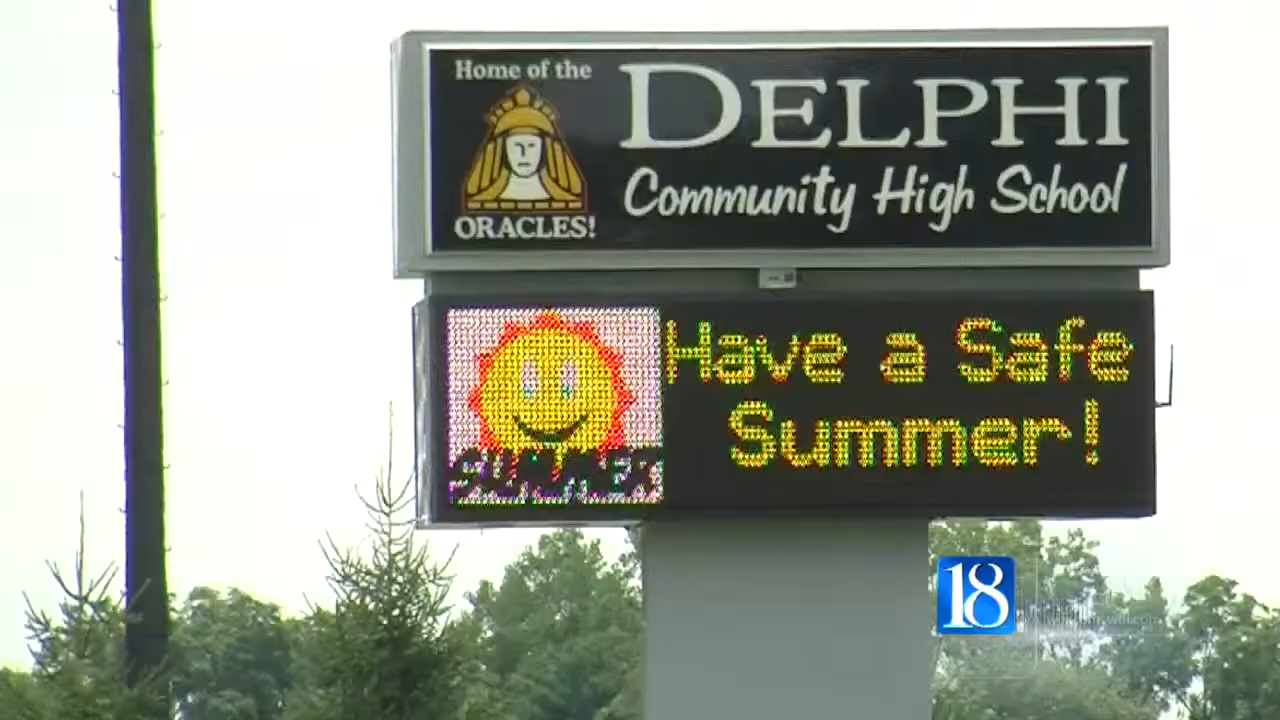 Home of the
ORACLES!
DELPHI
Community High School
Have a Safe
Summer!
SUMMER
18